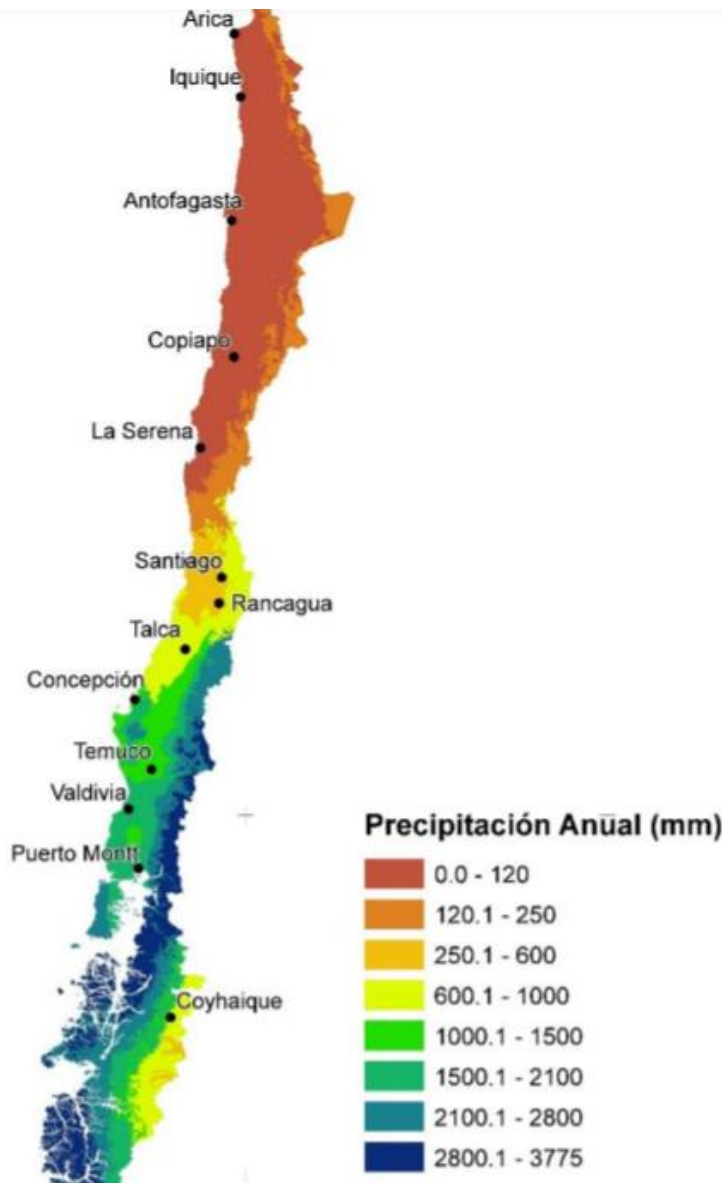 Arica
Iquique
Antofagasta
Copiapo
La Serena
Santiago
Rancagua
Talca
Concepción
Temuco
Valdivia
Puerto Montt
Coyhaique
Precipitación Anual (mm)
0.0 - 120
120.1 - 250
250.1 - 600
600.1 - 1000
1000.1 - 1500
1500.1 - 2100
2100.1 - 2800
2800.1 - 3775